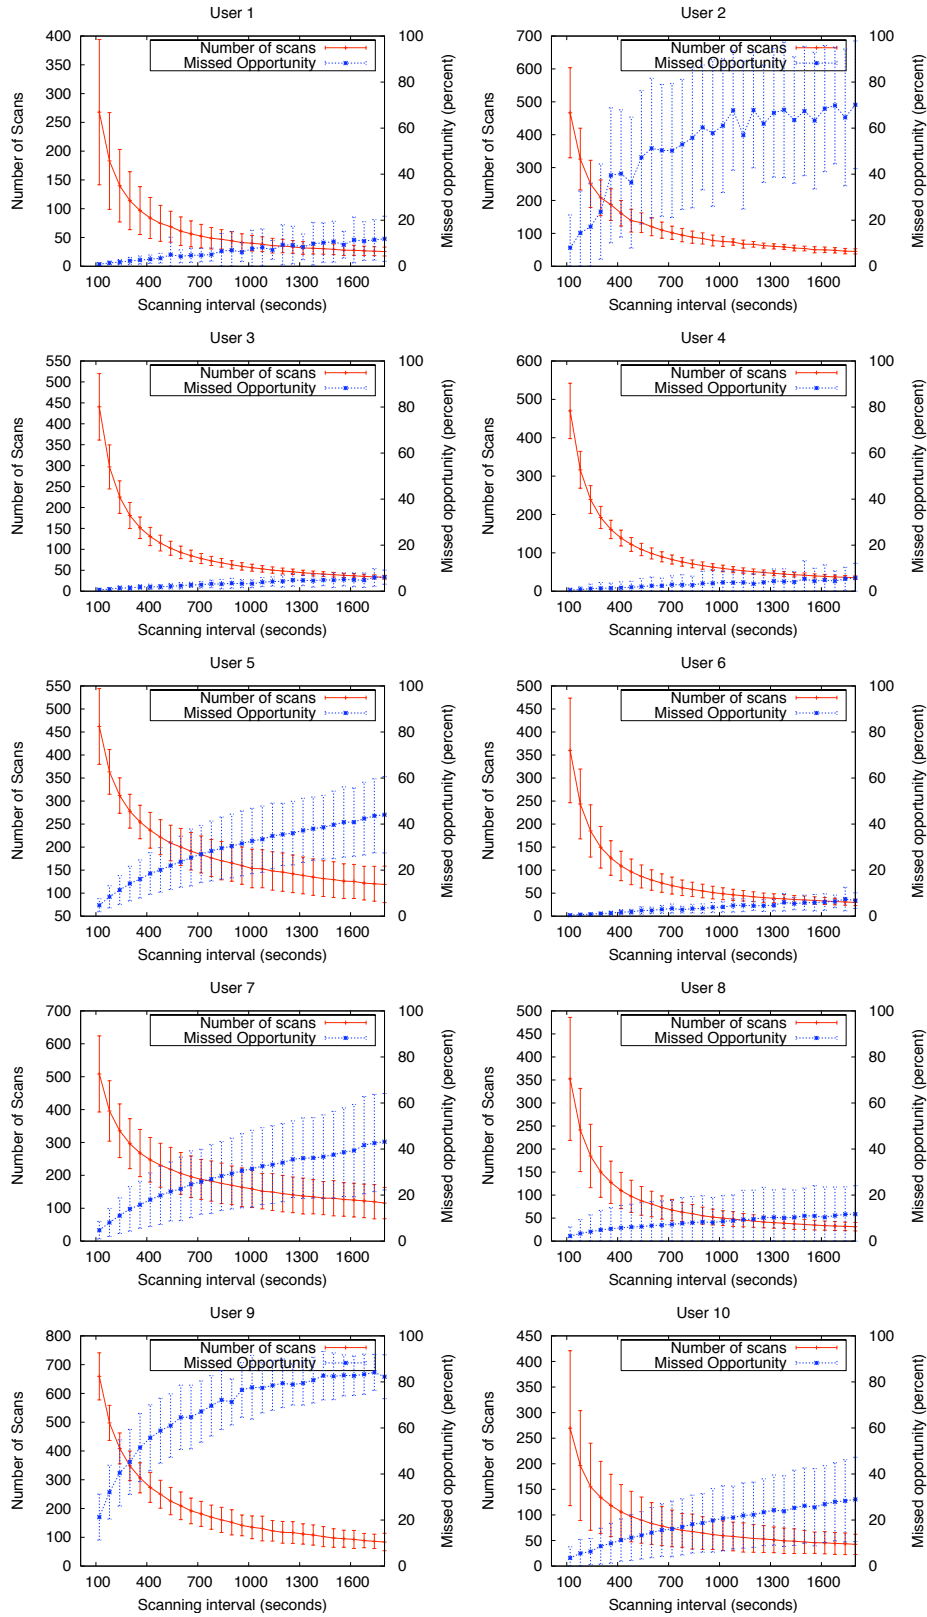 User 1
Number of scans
Missed Opportunity
400
350
300
250
200
150
100
50
0
100
80
60
40
20
0
Number of Scans
Missed opportunity (percent)
100 400 700 1000 1300 1600
Scanning interval (seconds)
User 2
Number of scans
Missed Opportunity
700
600
500
400
300
200
100
0
100
80
60
40
20
0
Number of Scans
Missed opportunity (percent)
100 400 700 1000 1300 1600
Scanning interval (seconds)
User 3
Number of scans
Missed Opportunity
550
500
450
400
350
300
250
200
150
100
50
0
100
80
60
40
20
0
Number of Scans
Missed opportunity (percent)
100 400 700 1000 1300 1600
Scanning interval (seconds)
User 4
Number of scans
Missed Opportunity
600
500
400
300
200
100
0
100
80
60
40
20
0
Number of Scans
Missed opportunity (percent)
100 400 700 1000 1300 1600
Scanning interval (seconds)
User 5
Number of scans
Missed Opportunity
550
500
450
400
350
300
250
200
150
100
50
100
80
60
40
20
0
Number of Scans
Missed opportunity (percent)
100 400 700 1000 1300 1600
Scanning interval (seconds)
User 6
Number of scans
Missed Opportunity
550
500
450
400
350
300
250
200
150
100
50
0
100
80
60
40
20
0
Number of Scans
Missed opportunity (percent)
100 400 700 1000 1300 1600
Scanning interval (seconds)
User 7
Number of scans
Missed Opportunity
700
600
500
400
300
200
100
0
100
80
60
40
20
0
Number of Scans
Missed opportunity (percent)
100 400 700 1000 1300 1600
Scanning interval (seconds)
User 8
Number of scans
Missed Opportunity
500
450
400
350
300
250
200
150
100
50
0
100
80
60
40
20
0
Number of Scans
Missed opportunity (percent)
100 400 700 1000 1300 1600
Scanning interval (seconds)
User 9
Number of scans
Missed Opportunity
800
700
600
500
400
300
200
100
0
100
80
60
40
20
0
Number of Scans
Missed opportunity (percent)
100 400 700 1000 1300 1600
Scanning interval (seconds)
User 10
Number of scans
Missed Opportunity
450
400
350
300
250
200
150
100
50
0
100
80
60
40
20
0
Number of Scans
Missed opportunity (percent)
100 400 700 1000 1300 1600
Scanning interval (seconds)